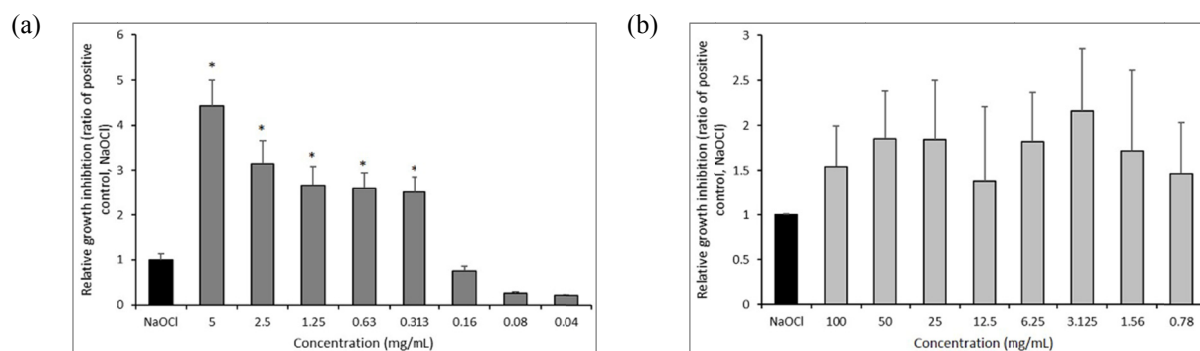 (a)
Relative growth inhibition (ratio of positive
control, NaOCl)
6
5
4
3
2
1
0
*
*
*
*
*
NaOCl 5 2.5 1.25 0.63 0.313 0.16 0.08 0.04
Concentration (mg/mL)
(b)
Relative growth inhibition (ratio of positive
control, NaOCl)
3
2.5
2
1.5
1
0.5
0
NaOCl 100 50 25 12.5 6.25 3.125 1.56 0.78
Concentration (mg/mL)